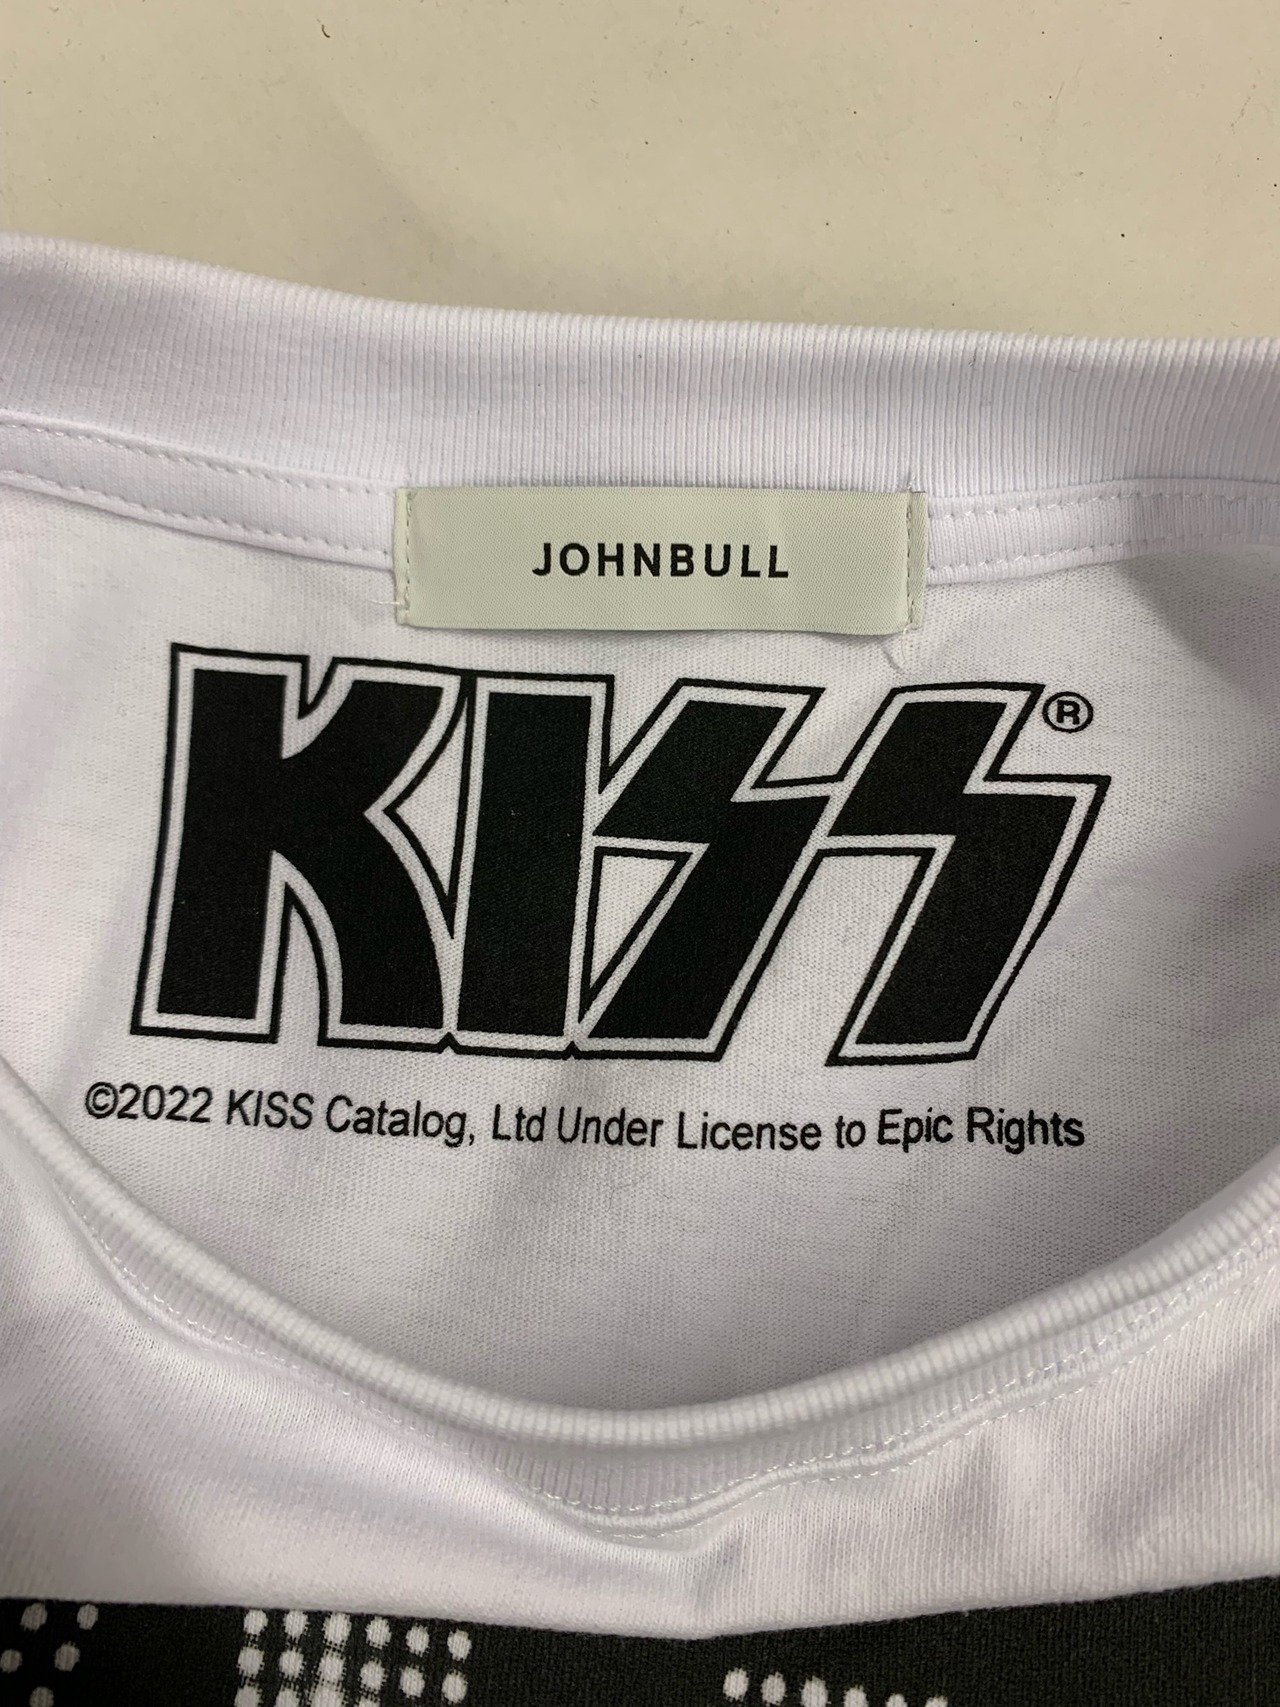 JOHNBULL
KISS®
©2022 KISS Catalog, Ltd Under License to Epic Rights